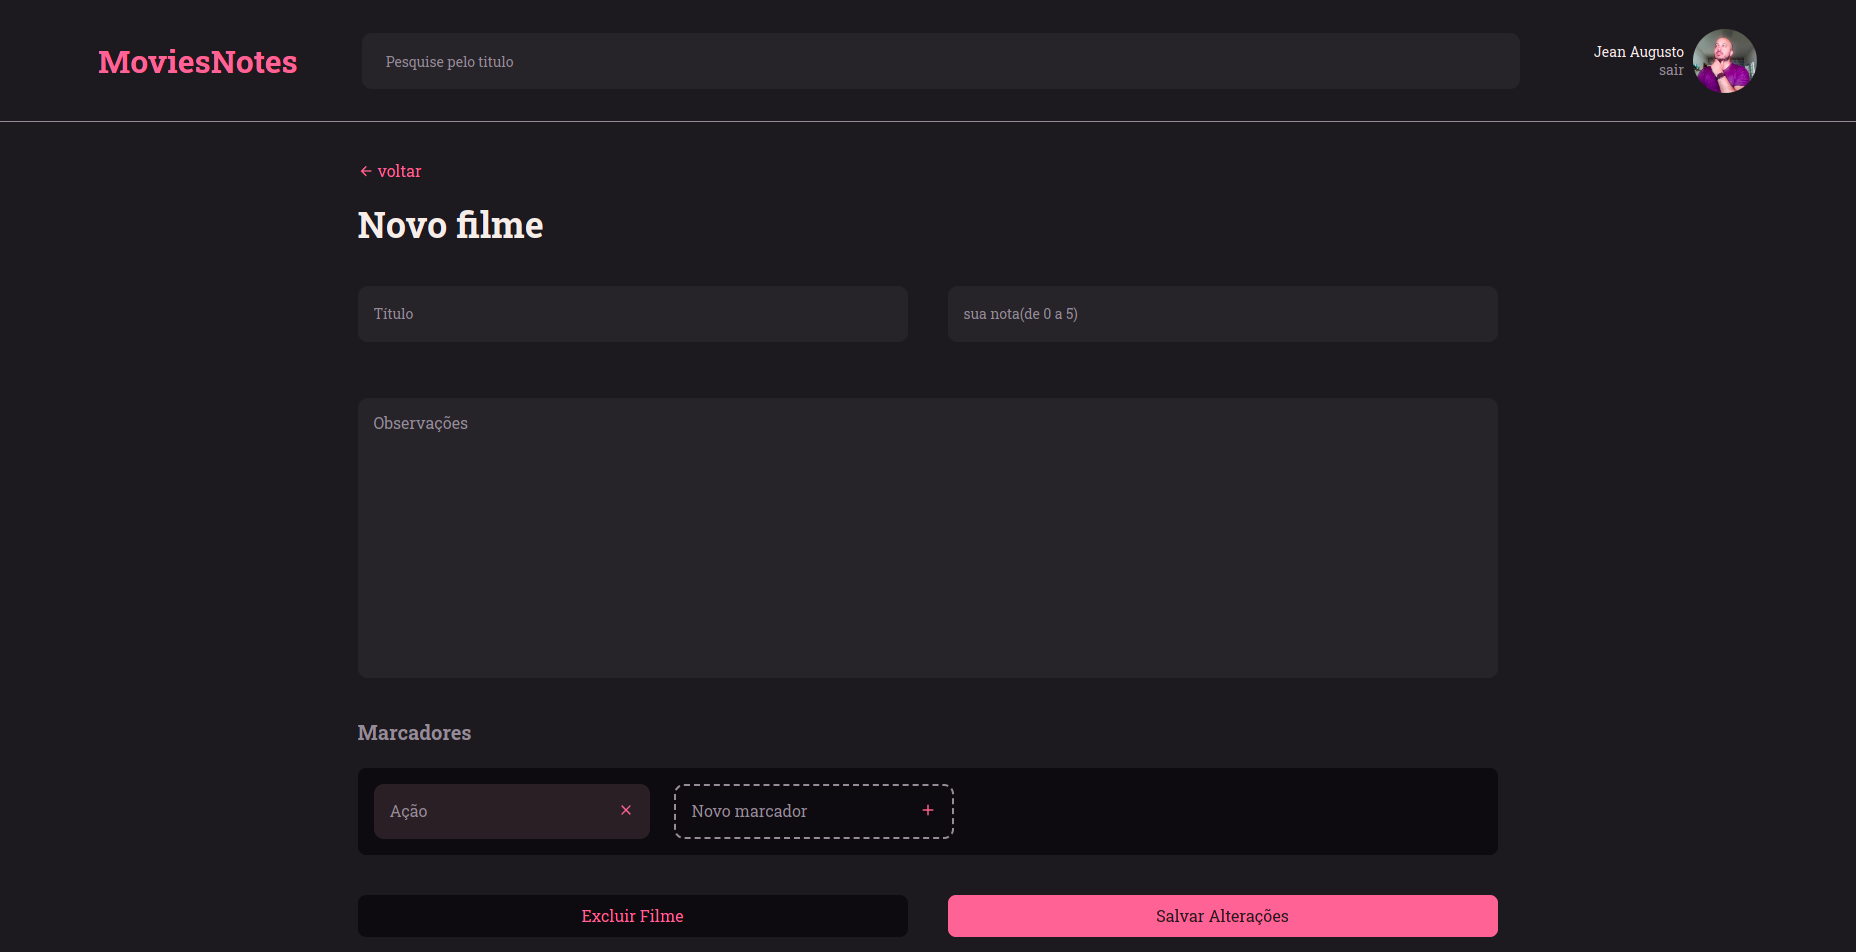 MoviesNotes
Pesquise pelo titulo
Jean Augusto
sair
voltar
Novo filme
Título
sua nota(de 0 a 5)
Observações
Marcadores
Ação
Novo marcador
Excluir Filme
Salvar Alterações